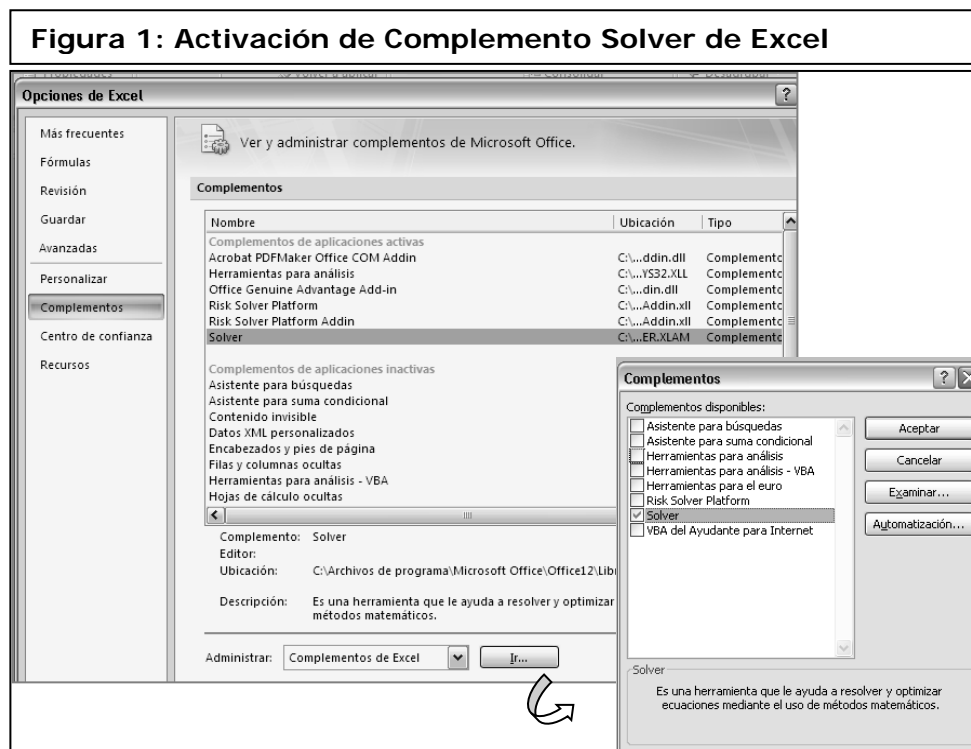 Figura 1: Activación de Complemento Solver de Excel
Opciones de Excel
?
Más frecuentes
Fórmulas
Revisión
Guardar
Avanzadas
Personalizar
Complementos
Centro de confianza
Recursos
Ver y administrar complementos de Microsoft Office.
Complementos
Nombre Ubicación Tipo
Complementos de aplicaciones activas
Acrobat PDFMaker Office COM Addin C:\...ddin.dll Complemento
Herramientas para análisis C:\...YS32.XLL Complemento
Office Genuine Advantage Add-in C:\...din.dll Complemento
Risk Solver Platform C:\...Addin.xll Complemento
Risk Solver Platform Addin C:\...Addin.xll Complemento
Solver C:\...ER.XLAM Complemento
Complementos de aplicaciones inactivas
Asistente para búsquedas
Asistente para suma condicional
Contenido invisible
Datos XML personalizados
Encabezados y pies de página
Filas y columnas ocultas
Herramientas para análisis - VBA
Hojas de cálculo ocultas
Complemento: Solver
Editor:
Ubicación: C:\Archivos de programa\Microsoft Office\Office12\Libr
Descripción: Es una herramienta que le ayuda a resolver y optimizar
métodos matemáticos.
Administrar: Complementos de Excel Ir...
Complementos
?
Complementos disponibles:
Asistente para búsquedas
Asistente para suma condicional
Herramientas para análisis
Herramientas para análisis - VBA
Herramientas para el euro
Risk Solver Platform
Solver
VBA del Ayudante para Internet
Aceptar
Cancelar
Examinar...
Automatización...
Solver
Es una herramienta que le ayuda a resolver y optimizar
ecuaciones mediante el uso de métodos matemáticos.